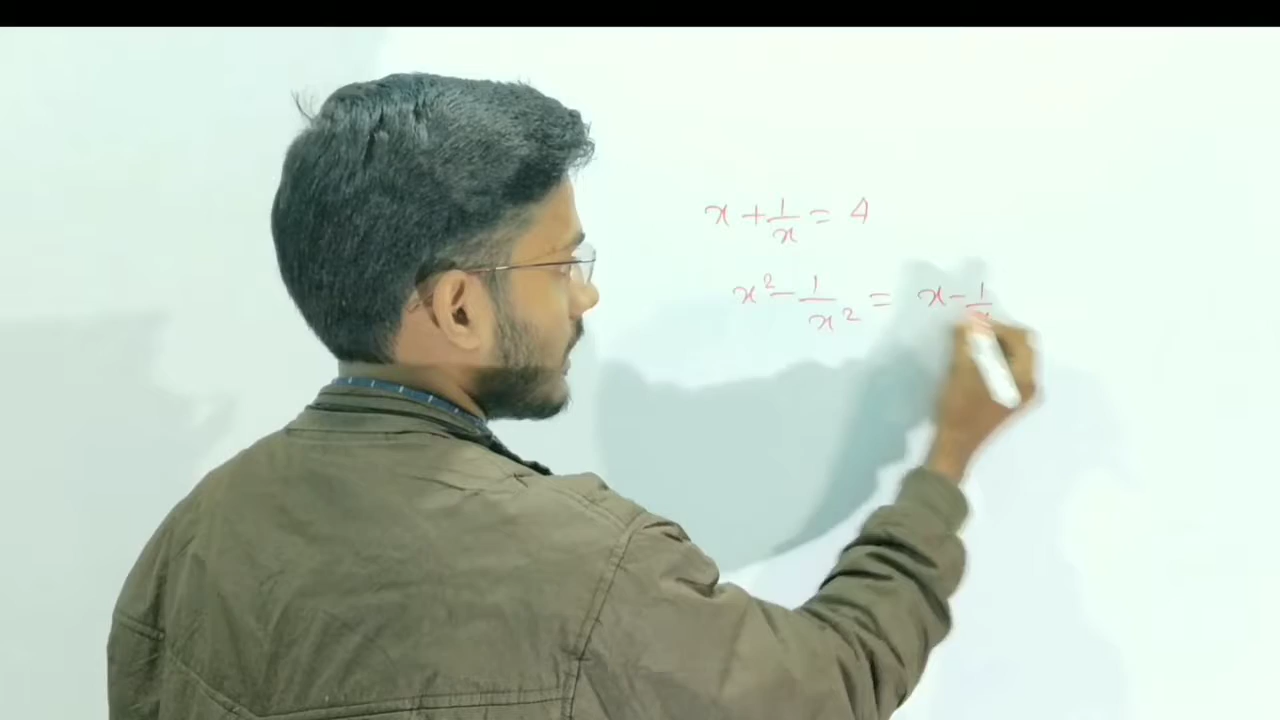 x + 1/x = 4
x² - 1/x² = x - 1/x